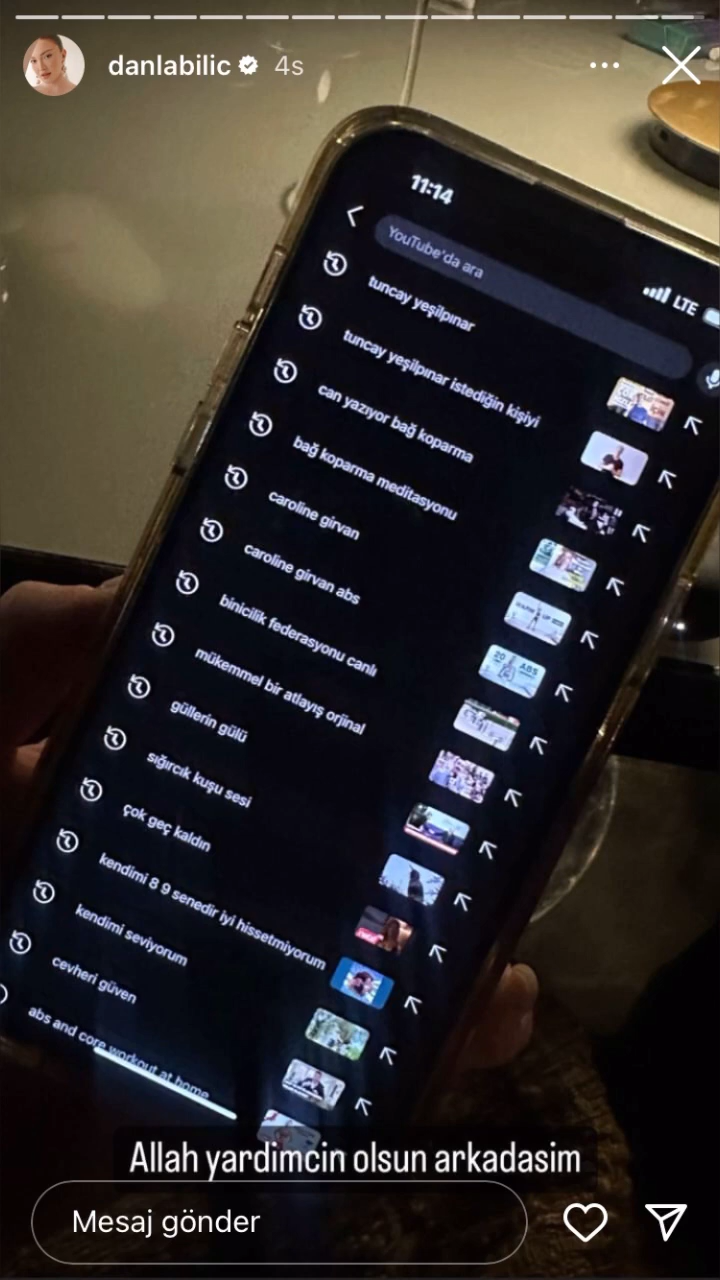 danlabilic 4s
11:14
LTE
YouTube'da ara
tuncay yeşilpınar
tuncay yeşilpınar istediğin kişiyi
can yazıyor bağ koparma
bağ koparma meditasyonu
caroline girvan
caroline girvan abs
binicilik federasyonu canlı
mükemmel bir atlayış orjinal
güllerin gülü
sığırcık kuşu sesi
çok geç kaldın
kendimi 8 9 senedir iyi hissetmiyorum
kendimi seviyorum
cevheri güven
abs and core workout at home
Allah yardimcin olsun arkadasim
Mesaj gönder